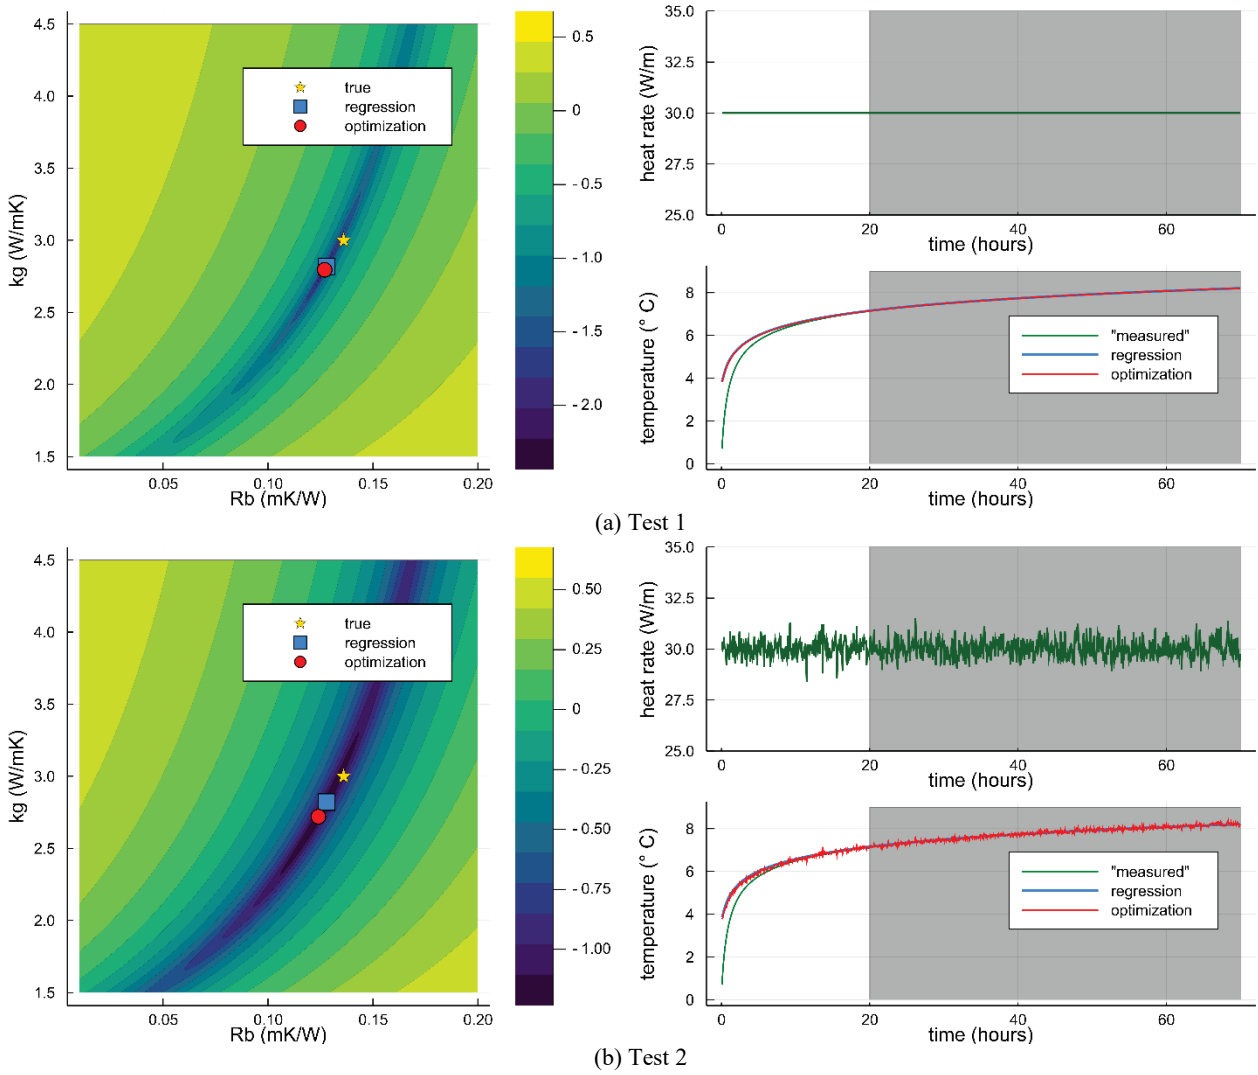 4.5
4.0
3.5
3.0
2.5
2.0
1.5
kg (W/mK)
0.05
0.10
0.15
0.20
Rb (mK/W)
true
regression
optimization
0.5
0
- 0.5
- 1.0
- 1.5
- 2.0
35.0
32.5
30.0
27.5
25.0
heat rate (W/m)
0
20
40
60
time (hours)
8
6
4
2
0
temperature (° C)
"measured"
regression
optimization
0
20
40
60
time (hours)
(a) Test 1
4.5
4.0
3.5
3.0
2.5
2.0
1.5
kg (W/mK)
0.05
0.10
0.15
0.20
Rb (mK/W)
true
regression
optimization
0.50
0.25
0
- 0.25
- 0.50
- 0.75
- 1.00
35.0
32.5
30.0
27.5
25.0
heat rate (W/m)
0
20
40
60
time (hours)
8
6
4
2
0
temperature (° C)
"measured"
regression
optimization
0
20
40
60
time (hours)
(b) Test 2